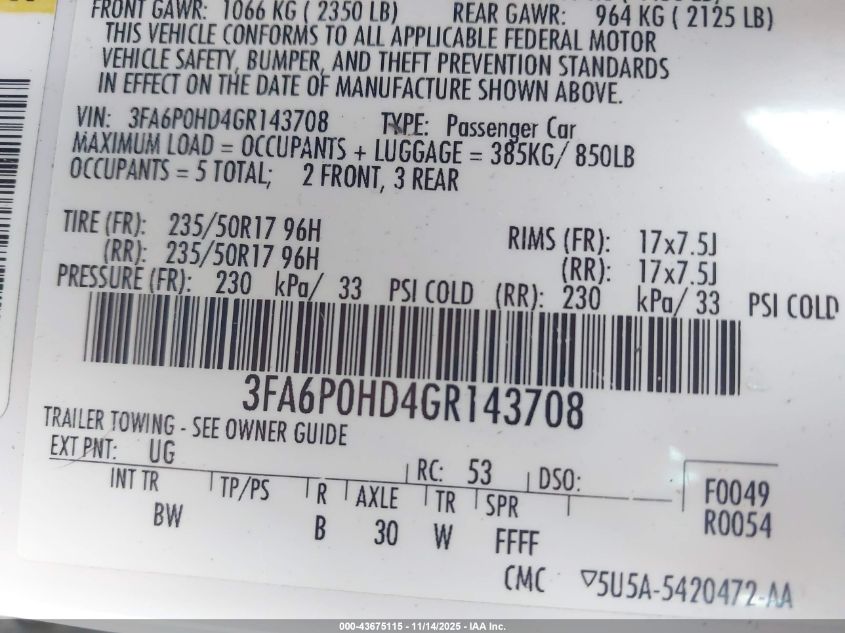 FRONT GAWR: 1066 KG ( 2350 LB) REAR GAWR: 964 KG ( 2125 LB)
THIS VEHICLE CONFORMS TO ALL APPLICABLE FEDERAL MOTOR
VEHICLE SAFETY, BUMPER, AND THEFT PREVENTION STANDARDS
IN EFFECT ON THE DATE OF MANUFACTURE SHOWN ABOVE.
VIN: 3FA6P0HD4GR143708 TYPE: Passenger Car
MAXIMUM LOAD = OCCUPANTS + LUGGAGE = 385KG/ 850LB
OCCUPANTS = 5 TOTAL; 2 FRONT, 3 REAR
TIRE (FR): 235/50R17 96H RIMS (FR): 17x7.5J
(RR): 235/50R17 96H (RR): 17x7.5J
PRESSURE (FR): 230 kPa/ 33 PSI COLD (RR): 230 kPa/ 33 PSI COLD
3FA6P0HD4GR143708
TRAILER TOWING - SEE OWNER GUIDE
EXT PNT: UG RC: 53 DSO: F0049
INT TR TP/PS R AXLE TR SPR R0054
BW B 30 W FFFF
CMC ▽5U5A-5420472-AA
000-43675115 - 11/14/2025 - IAA Inc.